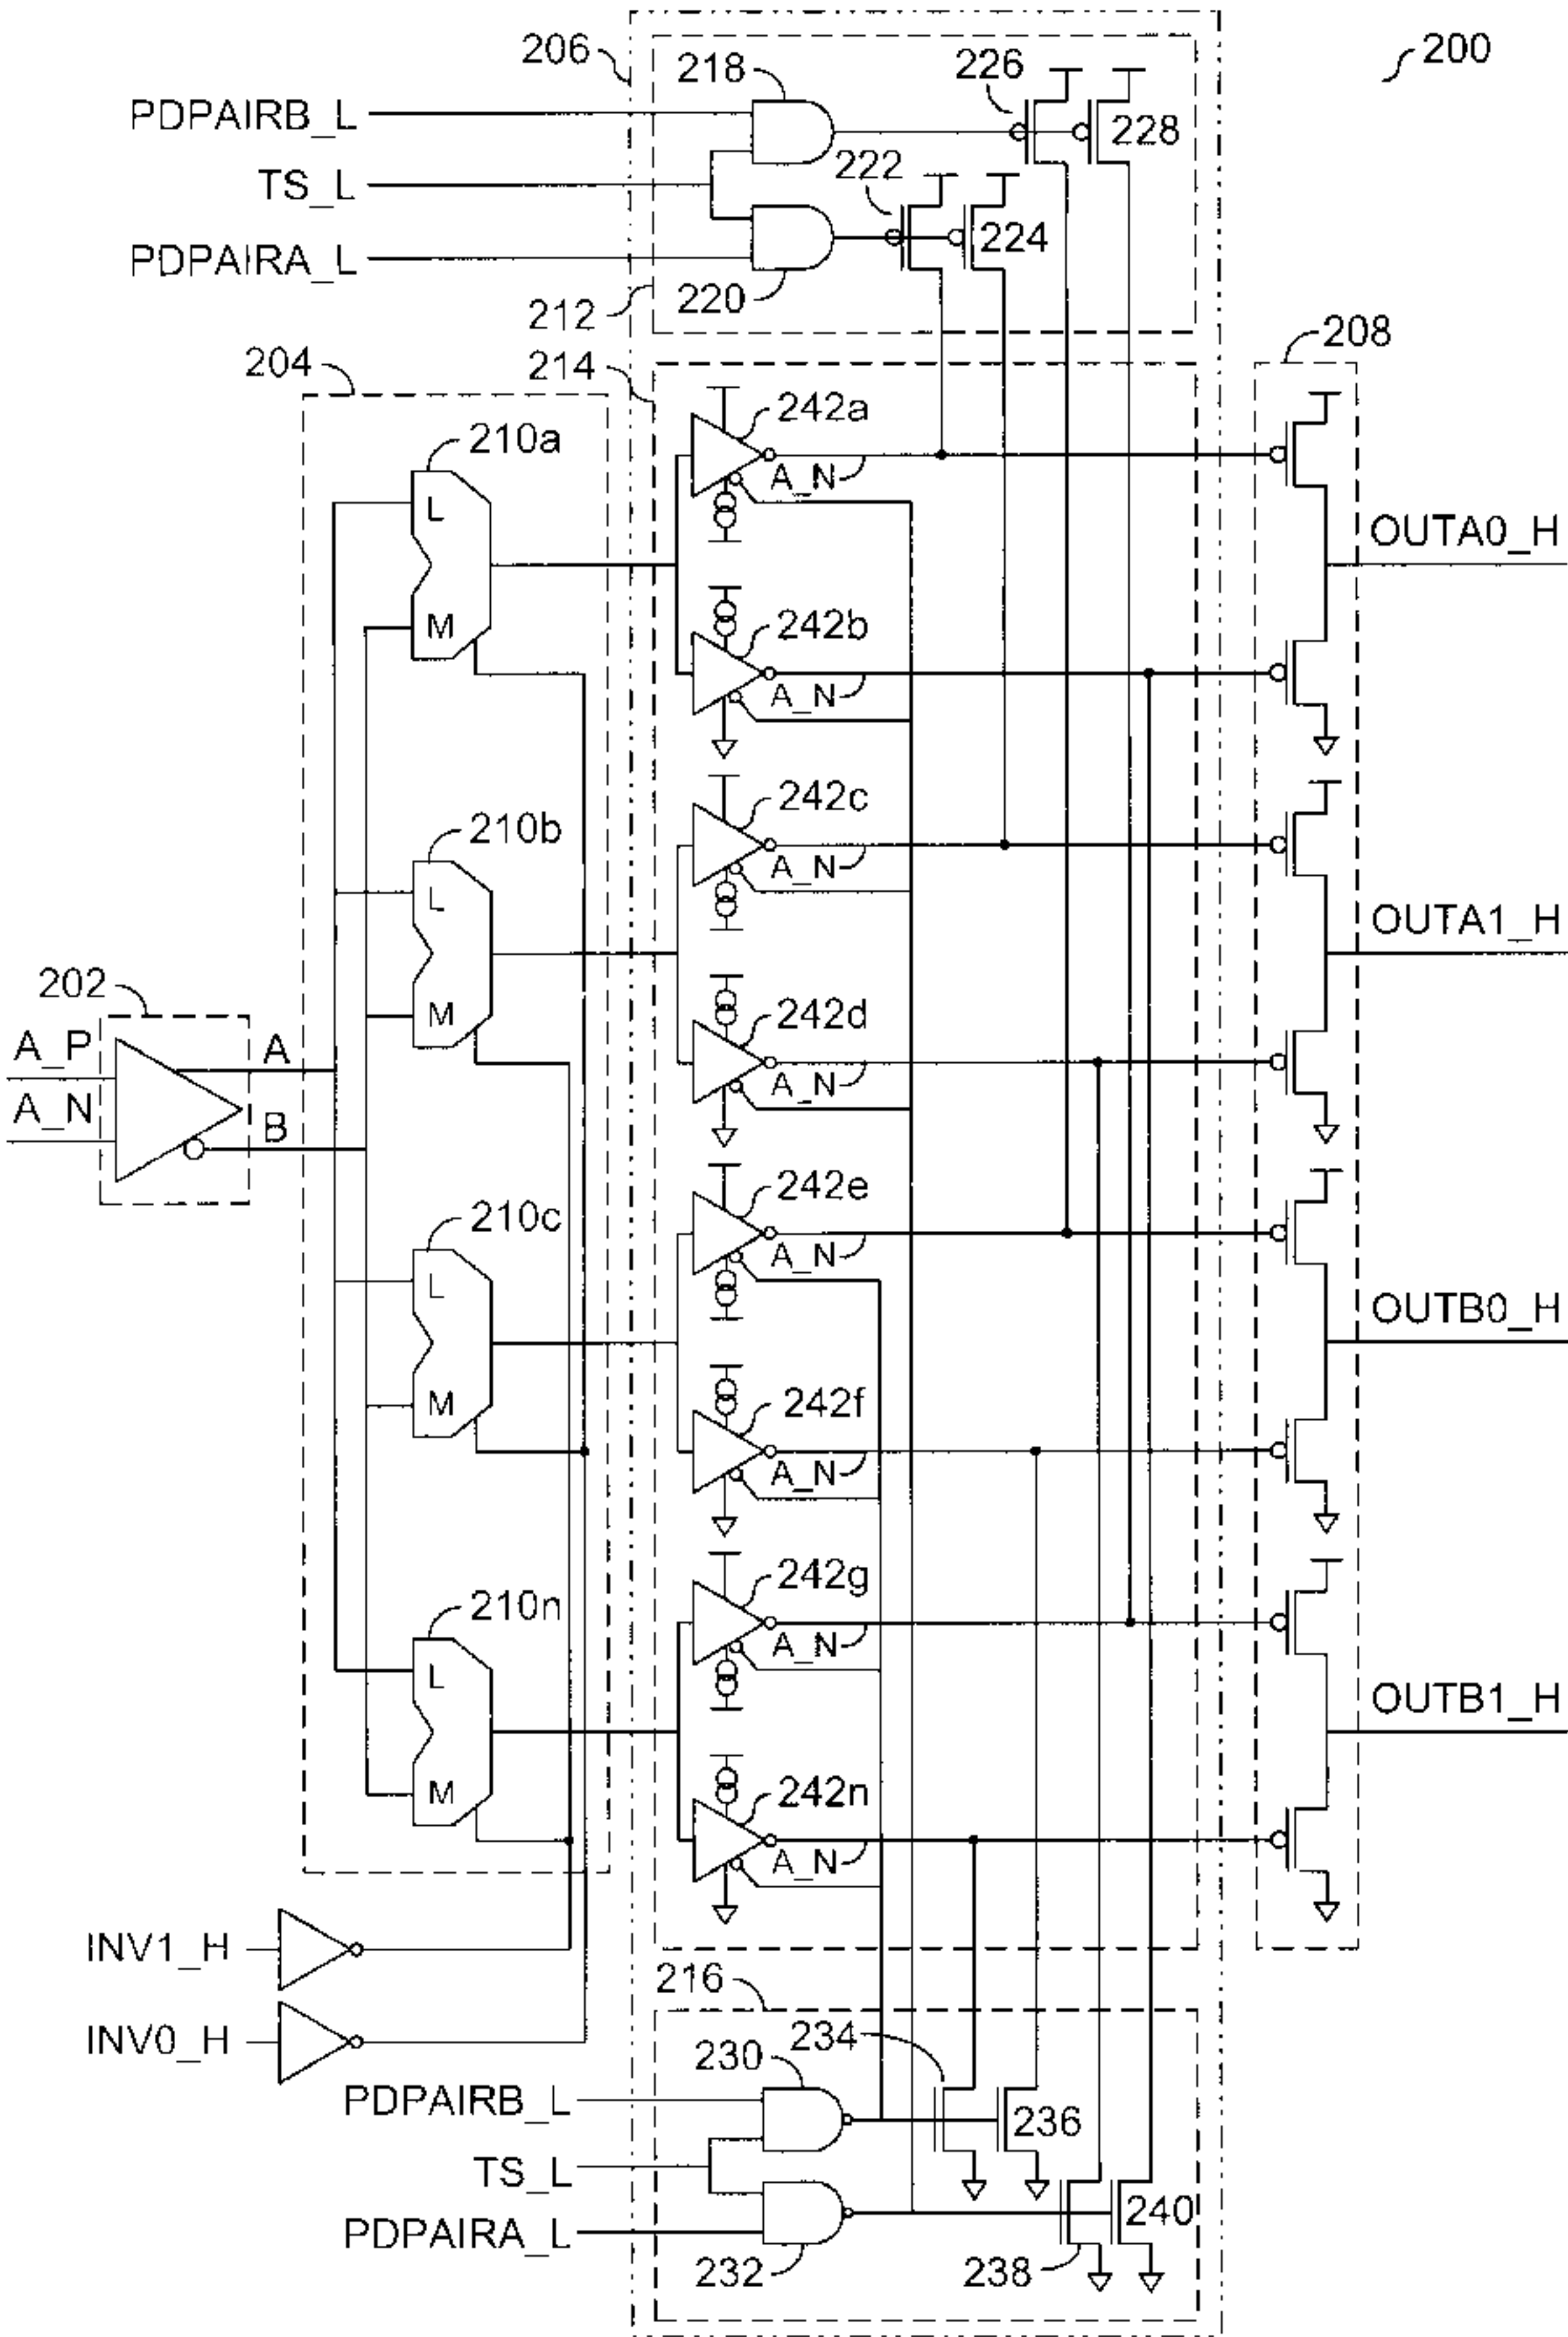 206
218
226
200
PDPAIRB_L
228
TS_L
222
224
PDPAIRA_L
220
212
208
204
214
242a
210a
A_N
L
OUTA0_H
242b
M
A_N
242c
210b
A_N
L
OUTA1_H
202
242d
M
A_P
A
A_N
A_N
B
242e
210c
A_N
L
OUTB0_H
242f
M
A_N
242g
210n
A_N
L
OUTB1_H
242n
M
A_N
INV1_H
216
INV0_H
230
234
PDPAIRB_L
236
TS_L
240
PDPAIRA_L
232
238